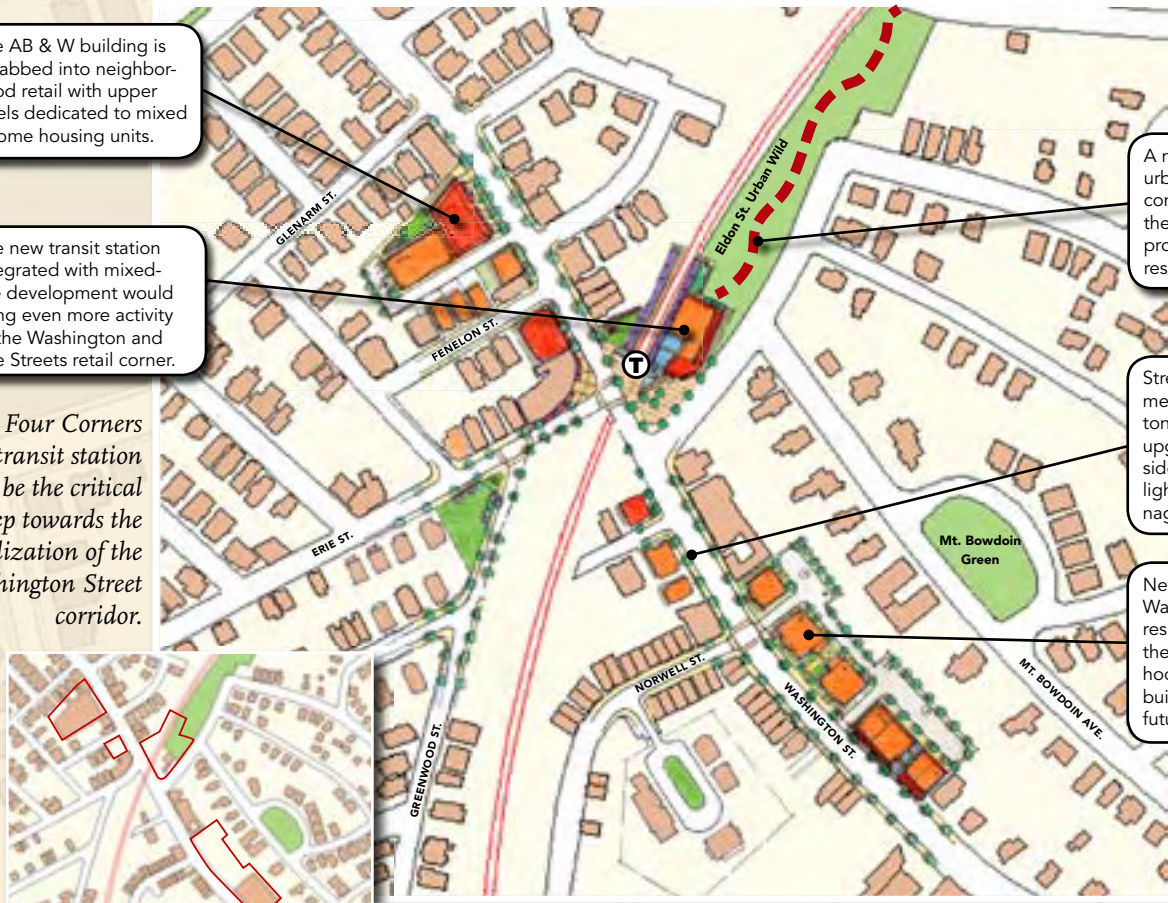 e AB & W building is
abbed into neighbor-
od retail with upper
els dedicated to mixed
ome housing units.
e new transit station
egrated with mixed-
e development would
ng even more activity
the Washington and
e Streets retail corner.
Four Corners
transit station
be the critical
ep towards the
lization of the
hington Street
corridor.
GLENARM ST.
FENELON ST.
ERIE ST.
GREENWOOD ST.
NORWELL ST.
WASHINGTON ST.
MT. BOWDOIN AVE.
Mt. Bowdoin
Green
Eldon St. Urban Wild
T
A n
urb
con
the
pro
res
Stre
me
ton
upg
side
ligh
nag
Ne
Wa
res
the
hoo
bui
futu